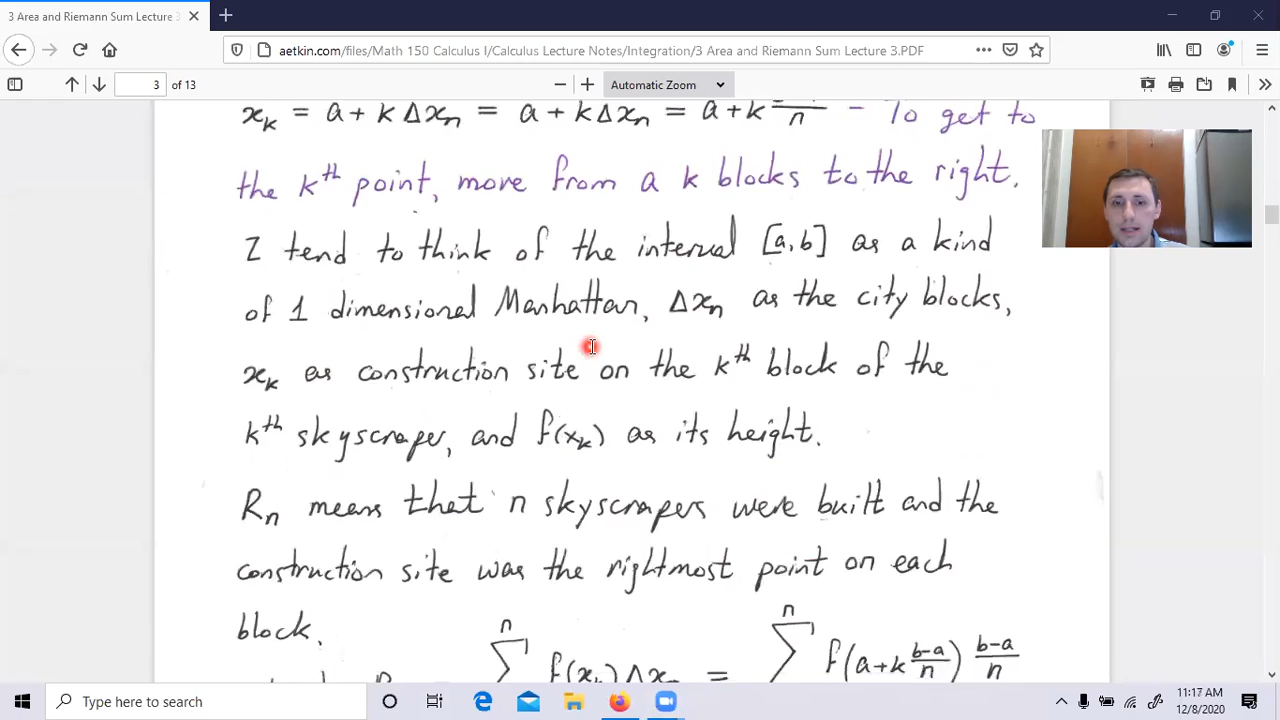 3 Area and Riemann Sum Lecture 3
aetkin.com/files/Math 150 Calculus I/Calculus Lecture Notes/Integration/3 Area and Riemann Sum Lecture 3.PDF
3 of 13
Automatic Zoom
x_k = a + k Δx_n = a + k Δx_n = a + k n - To get to
the k^th point, move from a k blocks to the right.
I tend to think of the interval [a,b] as a kind
of 1 dimensional Manhattan, Δx_n as the city blocks,
x_k as construction site on the k^th block of the
k^th skyscraper, and f(x_k) as its height.
R_n means that n skyscrapers were built and the
construction site was the rightmost point on each
block.
n Σ f(x_k) Δx_n = n Σ f(a+k (b-a)/n) (b-a)/n
Type here to search
11:17 AM
12/8/2020